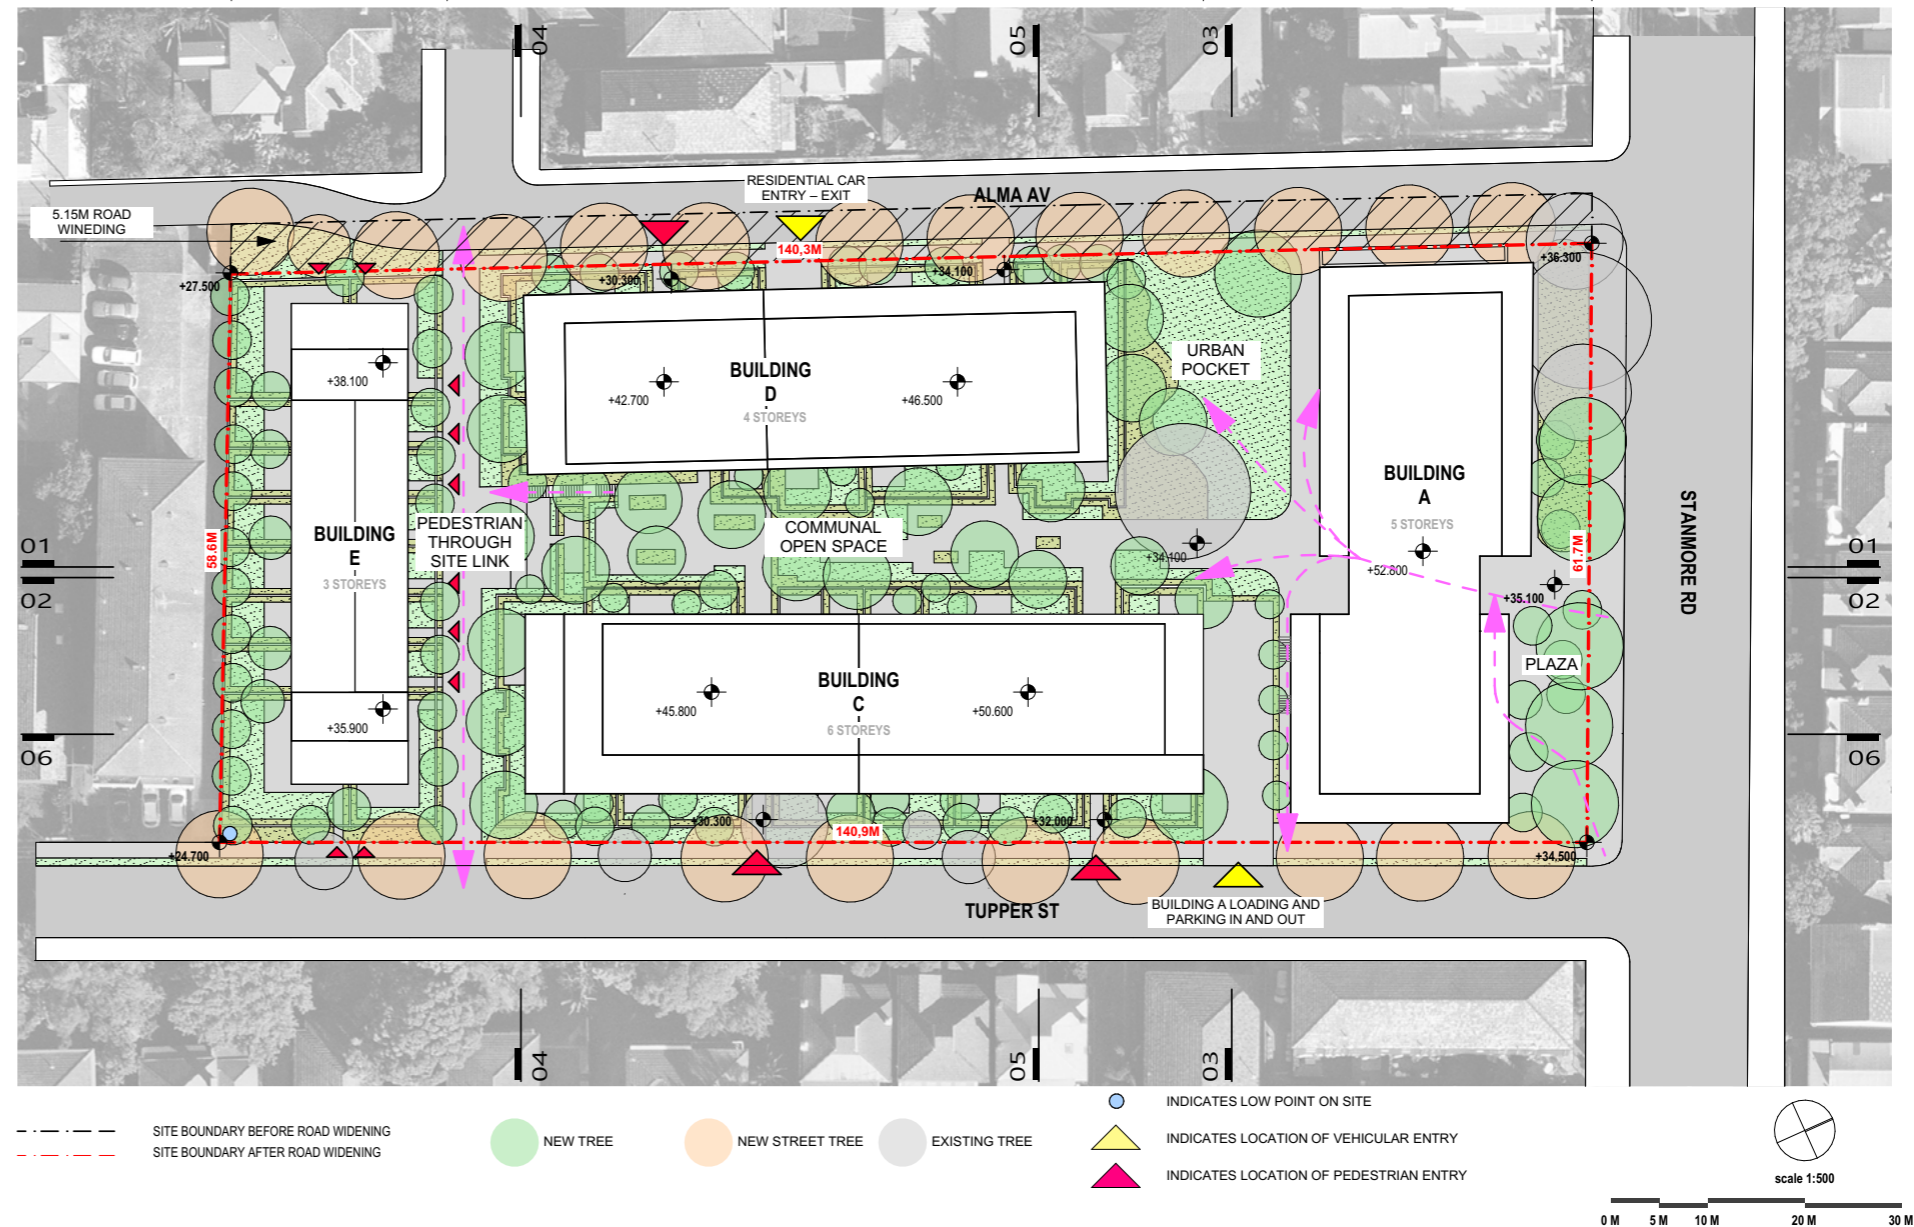 04
05
03
RESIDENTIAL CAR
ENTRY – EXIT
ALMA AV
5.15M ROAD
WINEDING
140,3M
+27.500
+30.300
+34.100
+36.300
+38.100
BUILDING
D
4 STOREYS
+42.700
+46.500
URBAN
POCKET
BUILDING
A
5 STOREYS
+52.800
BUILDING
E
3 STOREYS
PEDESTRIAN
THROUGH
SITE LINK
COMMUNAL
OPEN SPACE
+34.100
58.6M
61.7M
STANMORE RD
01
02
01
02
+35.100
PLAZA
BUILDING
C
6 STOREYS
+45.800
+50.600
+35.900
06
06
+30.300
140,9M
+32.000
+24.700
+34,500
TUPPER ST
BUILDING A LOADING AND
PARKING IN AND OUT
04
05
03
SITE BOUNDARY BEFORE ROAD WIDENING
SITE BOUNDARY AFTER ROAD WIDENING
NEW TREE
NEW STREET TREE
EXISTING TREE
INDICATES LOW POINT ON SITE
INDICATES LOCATION OF VEHICULAR ENTRY
INDICATES LOCATION OF PEDESTRIAN ENTRY
scale 1:500
0 M 5 M 10 M 20 M 30 M